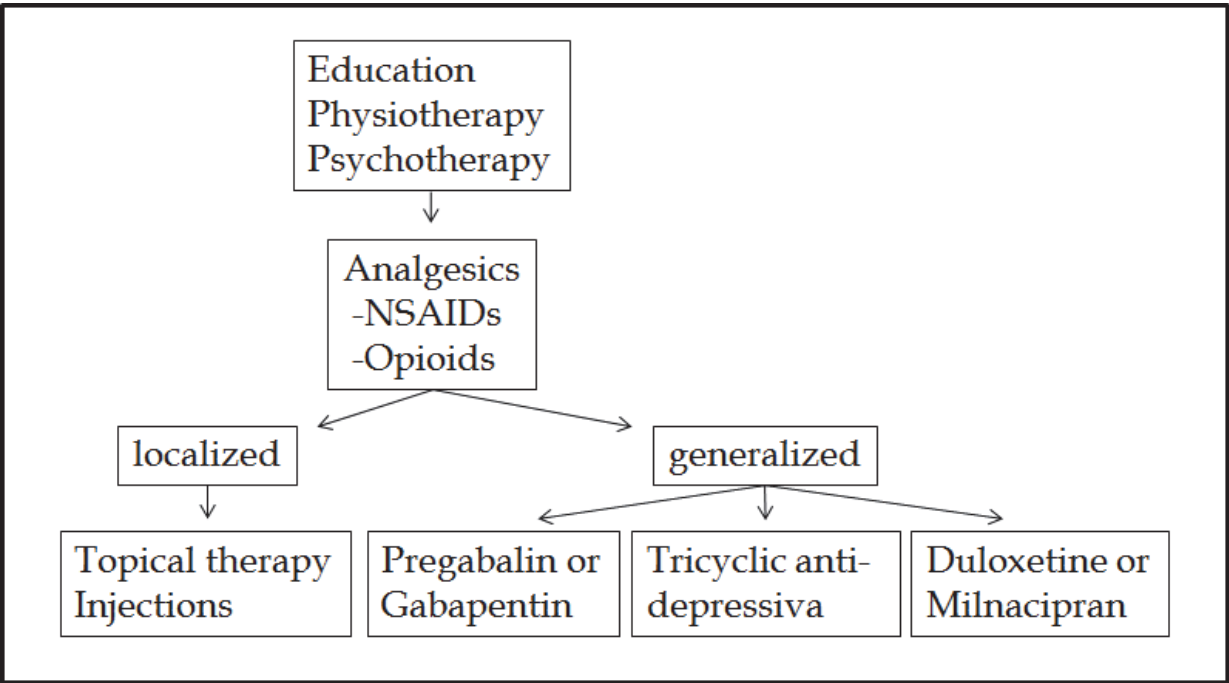 Education
Physiotherapy
Psychotherapy
Analgesics
-NSAIDs
-Opioids
localized
generalized
Topical therapy
Injections
Pregabalin or
Gabapentin
Tricyclic anti-
depressiva
Duloxetine or
Milnacipran